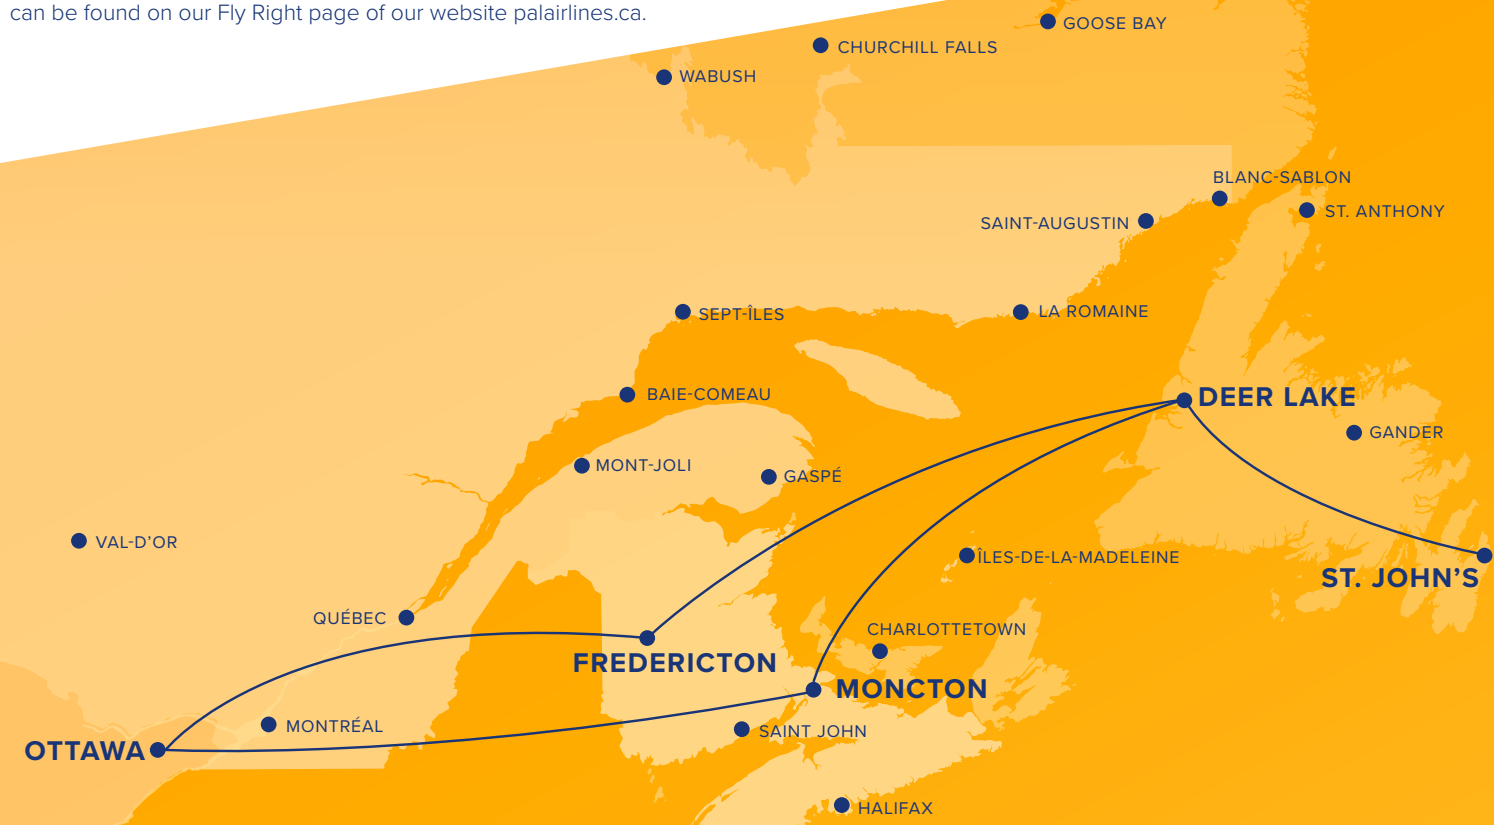 can be found on our Fly Right page of our website palairlines.ca.
GOOSE BAY
CHURCHILL FALLS
WABUSH
BLANC-SABLON
ST. ANTHONY
SAINT-AUGUSTIN
SEPT-ÎLES
LA ROMAINE
BAIE-COMEAU
DEER LAKE
GANDER
MONT-JOLI
GASPÉ
VAL-D'OR
ÎLES-DE-LA-MADELEINE
ST. JOHN'S
QUÉBEC
CHARLOTTETOWN
FREDERICTON
MONCTON
MONTRÉAL
SAINT JOHN
OTTAWA
HALIFAX